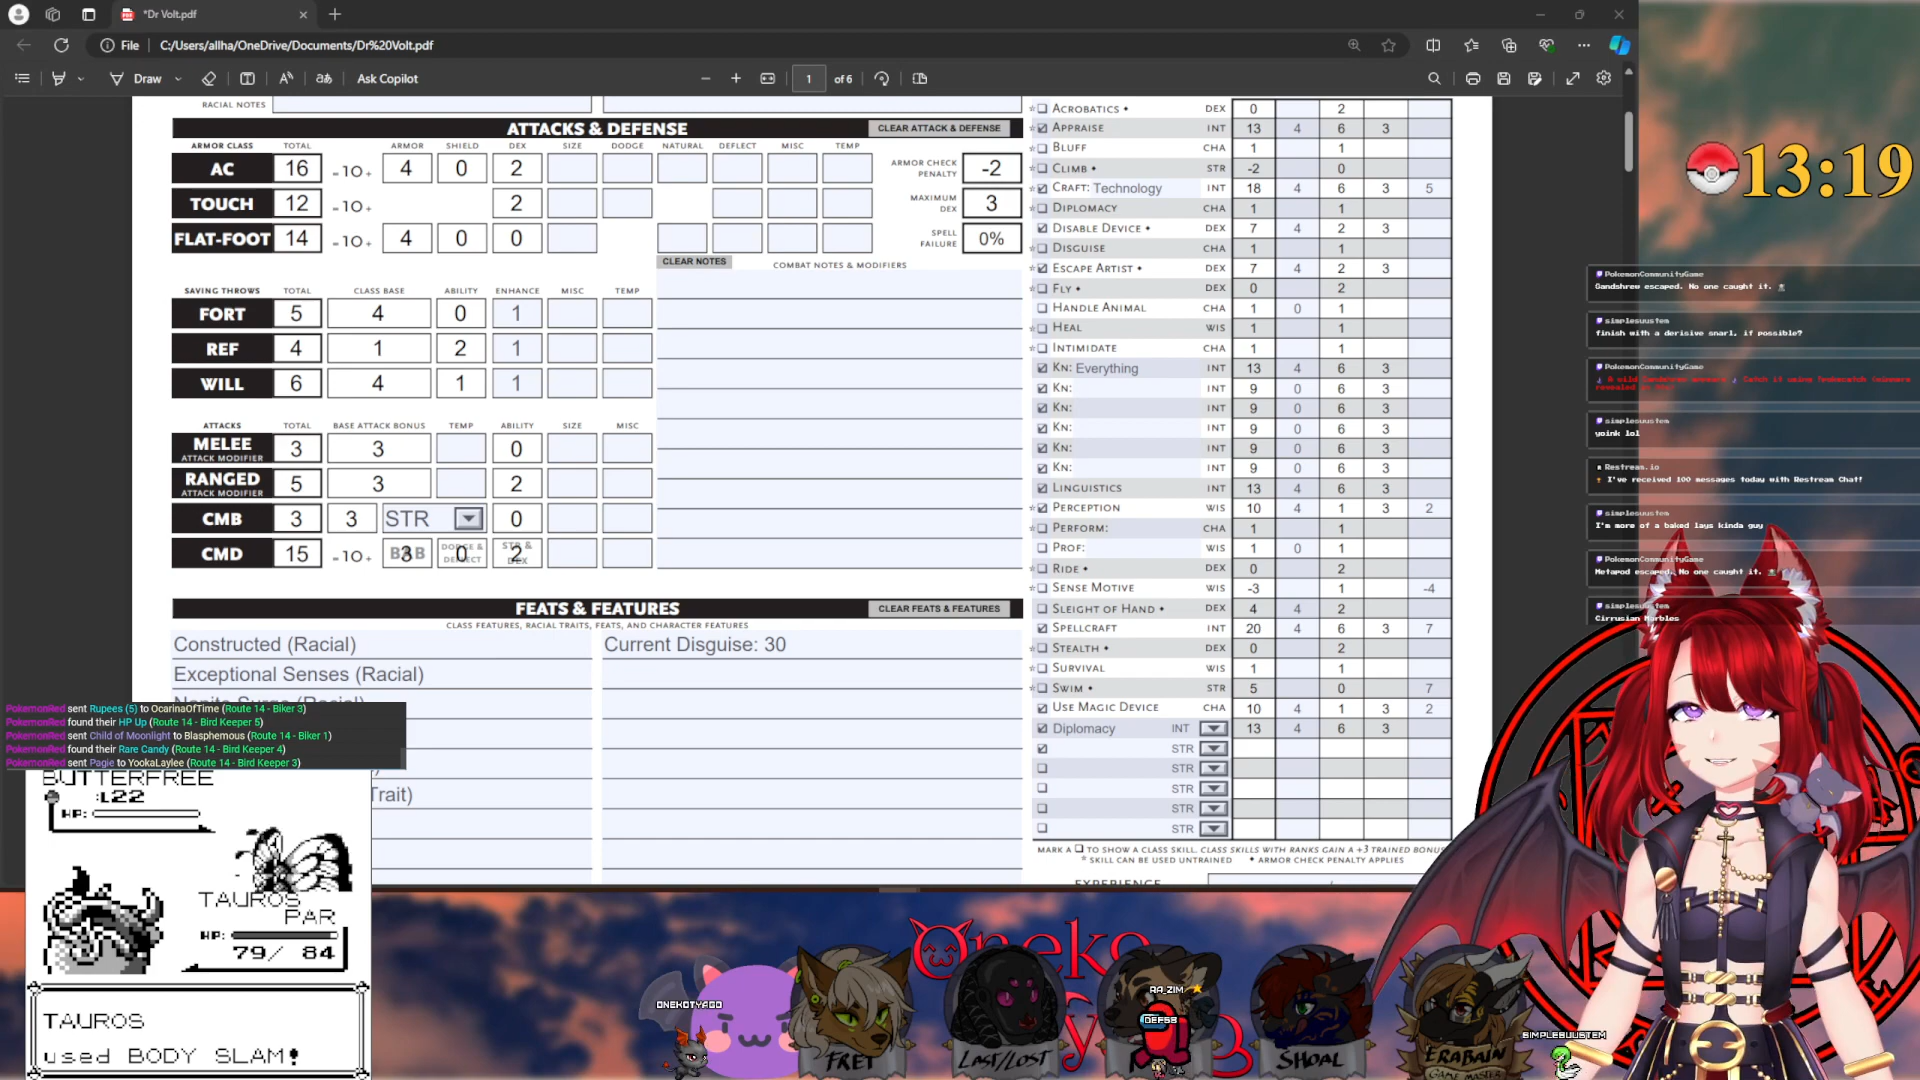 *Dr Volt.pdf
File
C:/Users/allha/OneDrive/Documents/Dr%20Volt.pdf
Draw
Ask Copilot
1 of 6
RACIAL NOTES
ATTACKS & DEFENSE
CLEAR ATTACK & DEFENSE
ARMOR CLASS TOTAL ARMOR SHIELD DEX SIZE DODGE NATURAL DEFLECT MISC TEMP
AC 16 =10+ 4 0 2
ARMOR CHECK PENALTY -2
TOUCH 12 =10+ 2
MAXIMUM DEX 3
FLAT-FOOT 14 =10+ 4 0 0
SPELL FAILURE 0%
CLEAR NOTES
COMBAT NOTES & MODIFIERS
SAVING THROWS TOTAL CLASS BASE ABILITY ENHANCE MISC TEMP
FORT 5 4 0 1
REF 4 1 2 1
WILL 6 4 1 1
ATTACKS TOTAL BASE ATTACK BONUS TEMP ABILITY SIZE MISC
MELEE ATTACK MODIFIER 3 3 0
RANGED ATTACK MODIFIER 5 3 2
CMB 3 3 STR 0
CMD 15 =10+ BAB 3 DODGE & DEFLECT 0 STR & DEX 2
FEATS & FEATURES
CLEAR FEATS & FEATURES
CLASS FEATURES, RACIAL TRAITS, FEATS, AND CHARACTER FEATURES
Constructed (Racial)
Current Disguise: 30
Exceptional Senses (Racial)
Trait)
ACROBATICS DEX 0 2
APPRAISE INT 13 4 6 3
BLUFF CHA 1 1
CLIMB STR -2 0
CRAFT: Technology INT 18 4 6 3 5
DIPLOMACY CHA 1 1
DISABLE DEVICE DEX 7 4 2 3
DISGUISE CHA 1 1
ESCAPE ARTIST DEX 7 4 2 3
FLY DEX 0 2
HANDLE ANIMAL CHA 1 0 1
HEAL WIS 1 1
INTIMIDATE CHA 1 1
KN: Everything INT 13 4 6 3
KN: INT 9 0 6 3
KN: INT 9 0 6 3
KN: INT 9 0 6 3
KN: INT 9 0 6 3
KN: INT 9 0 6 3
LINGUISTICS INT 13 4 6 3
PERCEPTION WIS 10 4 1 3 2
PERFORM: CHA 1 1
PROF: WIS 1 0 1
RIDE DEX 0 2
SENSE MOTIVE WIS -3 1 -4
SLEIGHT OF HAND DEX 4 4 2
SPELLCRAFT INT 20 4 6 3 7
STEALTH DEX 0 2
SURVIVAL WIS 1 1
SWIM STR 5 0 7
USE MAGIC DEVICE CHA 10 4 1 3 2
Diplomacy INT 13 4 6 3
STR
STR
STR
STR
STR
MARK A TO SHOW A CLASS SKILL. CLASS SKILLS WITH RANKS GAIN A +3 TRAINED BONUS
* SKILL CAN BE USED UNTRAINED • ARMOR CHECK PENALTY APPLIES
EXPERIENCE
13:19
PokemonCommunityGame
Gandshrew escaped. No one caught it.
simplesuustem
finish with a derisive snarl, if possible?
PokemonCommunityGame
simplesuustem
yoink lol
Restream.io
I've received 100 messages today with Restream Chat!
simplesuustem
I'm more of a baked lays kinda guy
PokemonCommunityGame
Metapod escaped. No one caught it.
simplesuustem
Cirrusian Marbles
PokemonRed sent Rupees (5) to OcarinaOfTime (Route 14 - Biker 3)
PokemonRed found their HP Up (Route 14 - Bird Keeper 5)
PokemonRed sent Child of Moonlight to Blasphemous (Route 14 - Biker 1)
PokemonRed found their Rare Candy (Route 14 - Bird Keeper 4)
PokemonRed sent Pagie to YookaLaylee (Route 14 - Bird Keeper 3)
BUTTERFREE
:L22
HP:
TAUROS
PAR
HP:
79/ 84
TAUROS
used BODY SLAM!
Oneko
ONEKOTYAGO
FRET
LAST/LOST
RA_ZIM
DEFSB
SHOAL
ERABAIN
GAME MASTER
SIMPLESUUSTEM